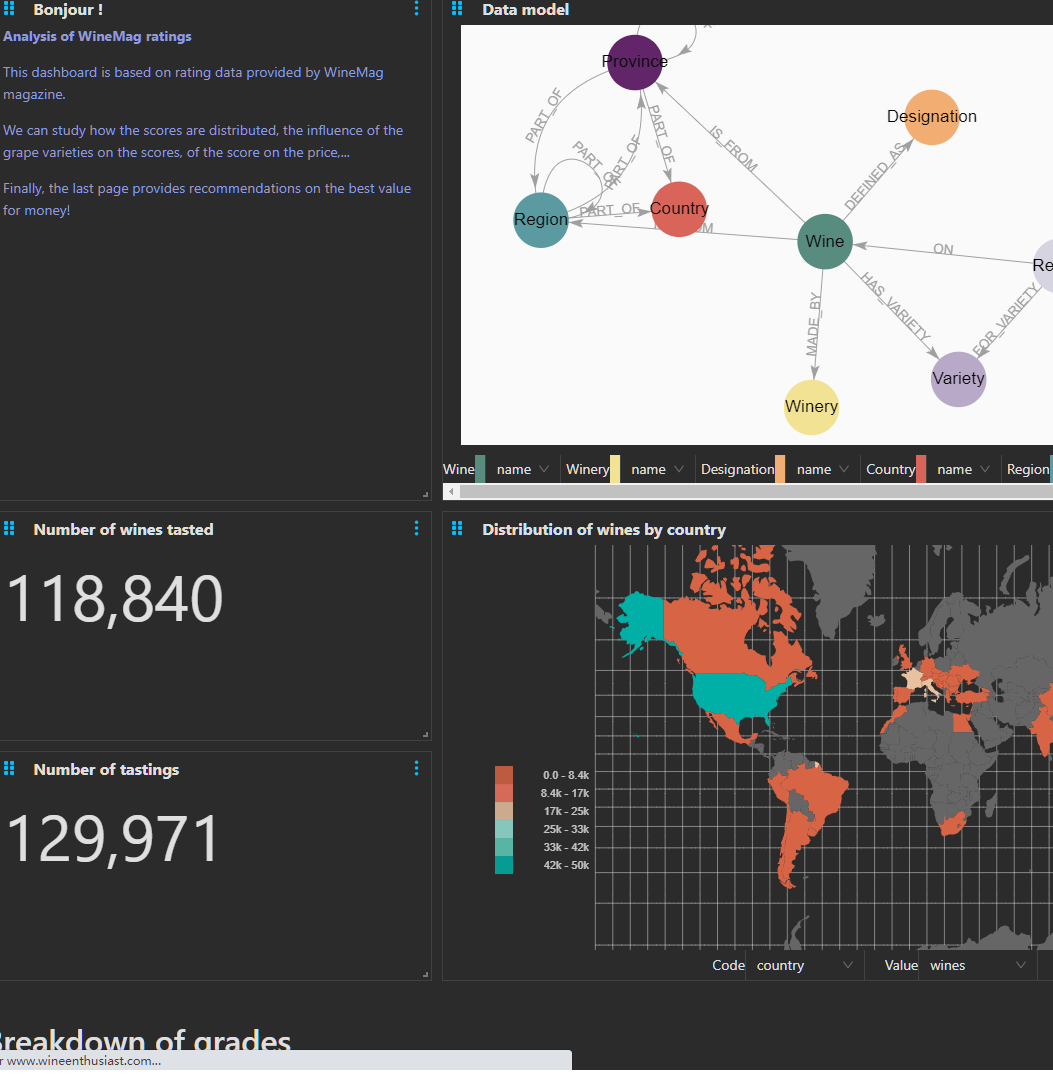 Bonjour !
Analysis of WineMag ratings
This dashboard is based on rating data provided by WineMag
magazine.
We can study how the scores are distributed, the influence of the
grape varieties on the scores, of the score on the price,...
Finally, the last page provides recommendations on the best value
for money!
Data model
Province
Designation
PART_OF
PART_OF
PART_OF
PART_OF
IS_FROM
DEFINED_AS
Region
PART_OF
Country
Wine
ON
Re
MADE_BY
HAS_VARIETY
FOR_VARIETY
Winery
Variety
Wine name Winery name Designation name Country name Region
Number of wines tasted
118,840
Number of tastings
129,971
Distribution of wines by country
0.0 - 8.4k
8.4k - 17k
17k - 25k
25k - 33k
33k - 42k
42k - 50k
Code country Value wines
Breakdown of grades
r www.wineenthusiast.com...